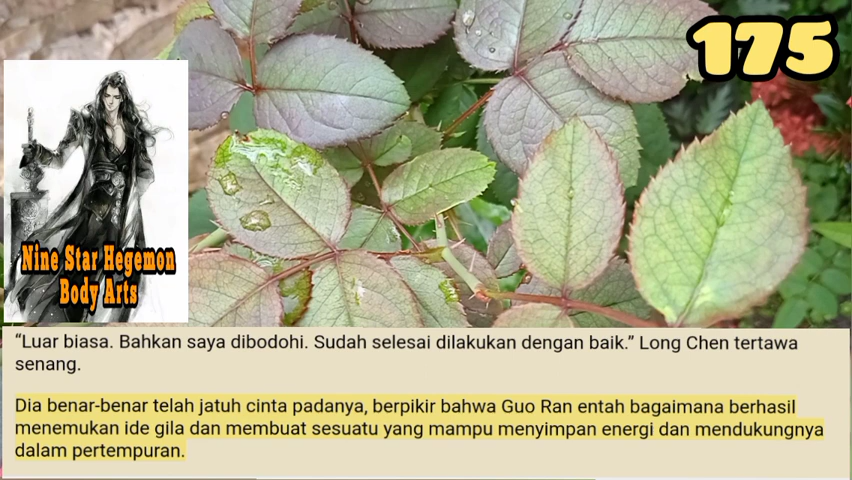 175
Nine Star Hegemon
Body Arts
“Luar biasa. Bahkan saya dibodohi. Sudah selesai dilakukan dengan baik.” Long Chen tertawa
senang.
Dia benar-benar telah jatuh cinta padanya, berpikir bahwa Guo Ran entah bagaimana berhasil
menemukan ide gila dan membuat sesuatu yang mampu menyimpan energi dan mendukungnya
dalam pertempuran.